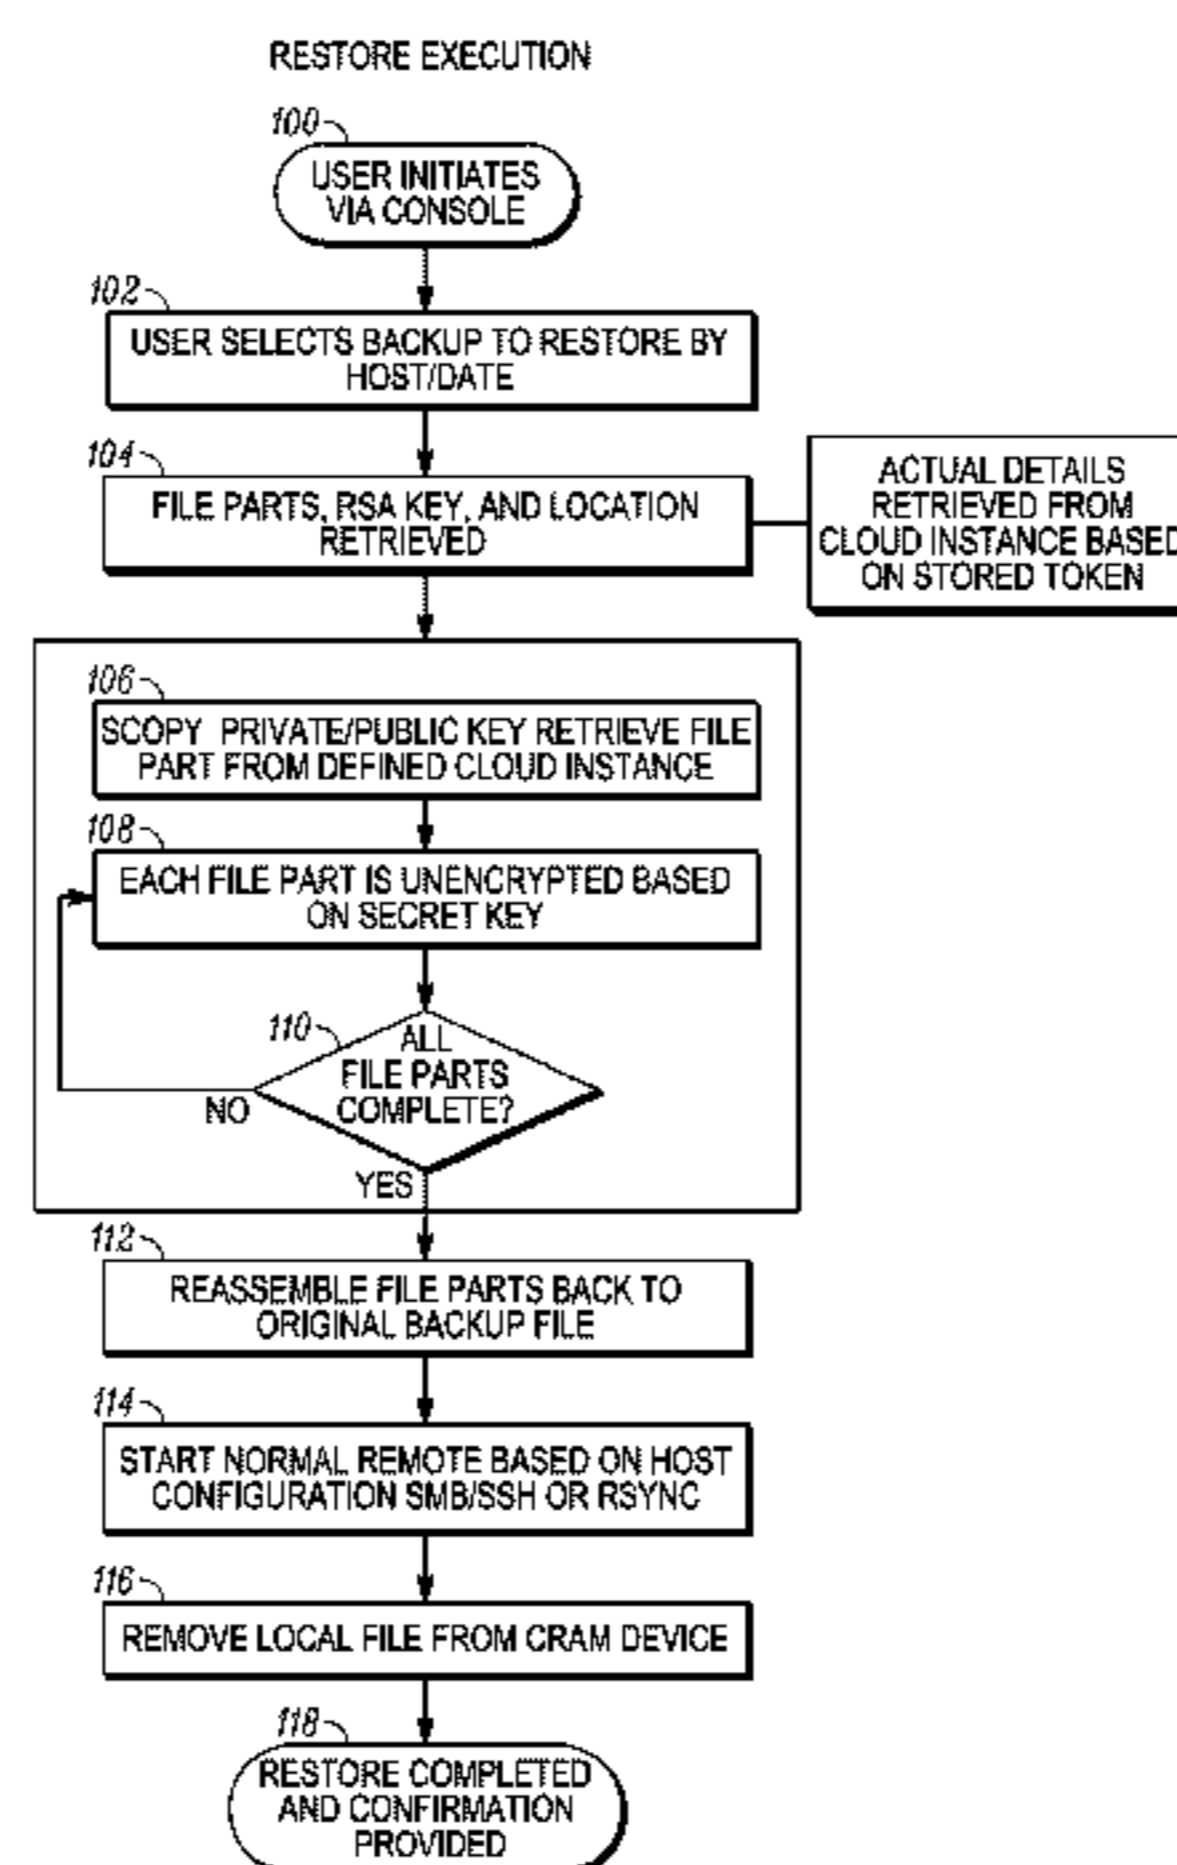 RESTORE EXECUTION
100
USER INITIATES
VIA CONSOLE
102
USER SELECTS BACKUP TO RESTORE BY
HOST/DATE
104
FILE PARTS, RSA KEY, AND LOCATION
RETRIEVED
ACTUAL DETAILS
RETRIEVED FROM
CLOUD INSTANCE BASED
ON STORED TOKEN
106
SCOPY PRIVATE/PUBLIC KEY RETRIEVE FILE
PART FROM DEFINED CLOUD INSTANCE
108
EACH FILE PART IS UNENCRYPTED BASED
ON SECRET KEY
110
ALL
FILE PARTS
COMPLETE?
NO
YES
112
REASSEMBLE FILE PARTS BACK TO
ORIGINAL BACKUP FILE
114
START NORMAL REMOTE BASED ON HOST
CONFIGURATION SMB/SSH OR RSYNC
116
REMOVE LOCAL FILE FROM CRAM DEVICE
118
RESTORE COMPLETED
AND CONFIRMATION
PROVIDED